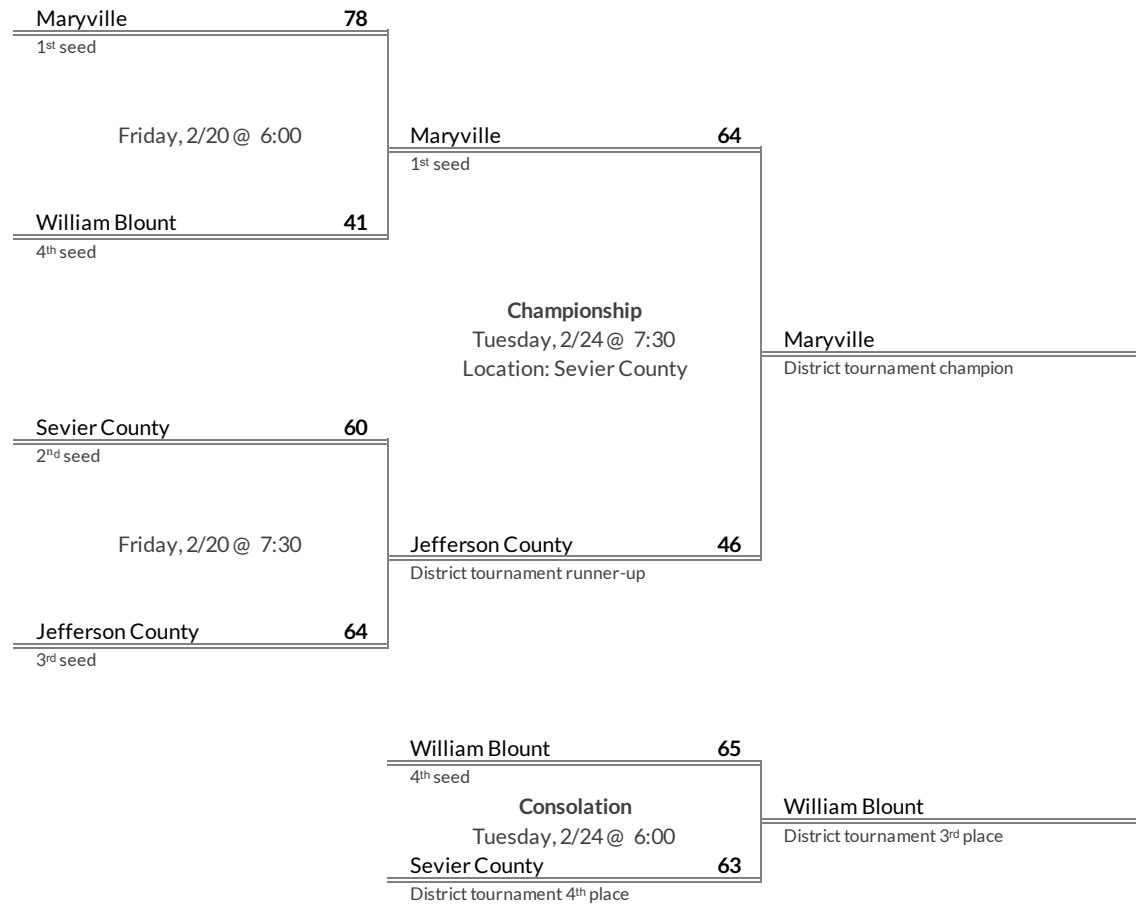 Maryville 78
1st seed
Friday, 2/20 @ 6:00
William Blount 41
4th seed
Maryville 64
1st seed
Championship
Tuesday, 2/24 @ 7:30
Location: Sevier County
Maryville
District tournament champion
Sevier County 60
2nd seed
Friday, 2/20 @ 7:30
Jefferson County 64
3rd seed
Jefferson County 46
District tournament runner-up
William Blount 65
4th seed
Consolation
Tuesday, 2/24 @ 6:00
Sevier County 63
District tournament 4th place
William Blount
District tournament 3rd place